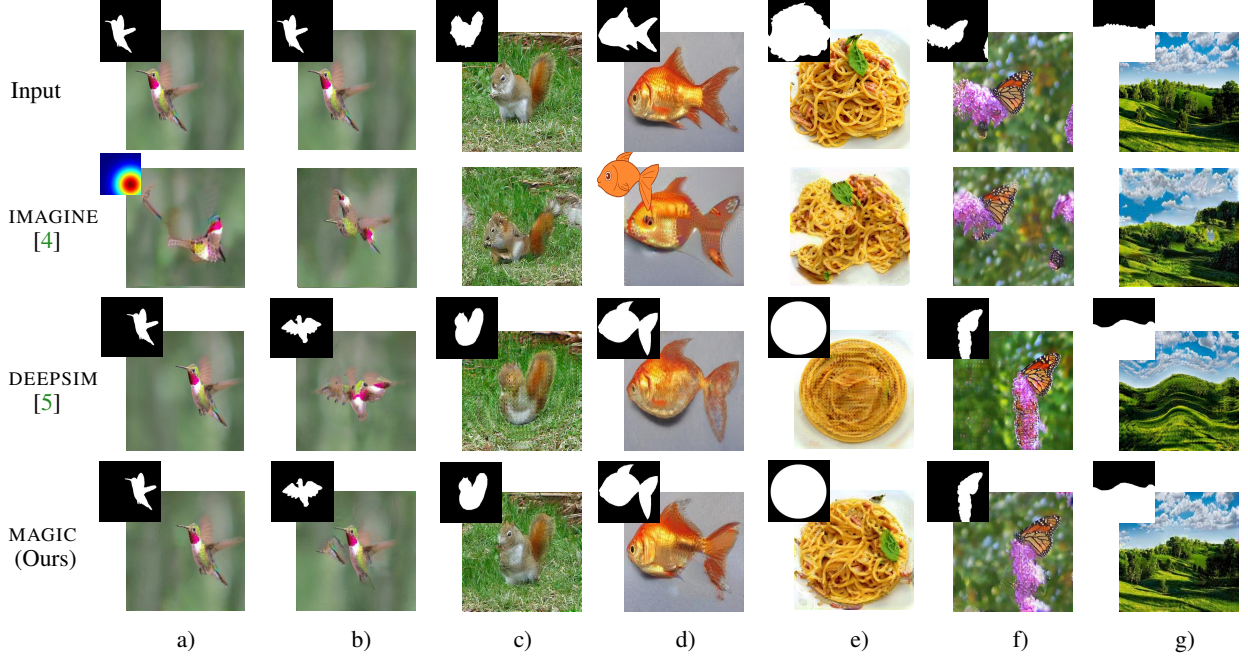 Input
IMAGINE
[4]
DEEPSIM
[5]
MAGIC
(Ours)
a) b) c) d) e) f) g)